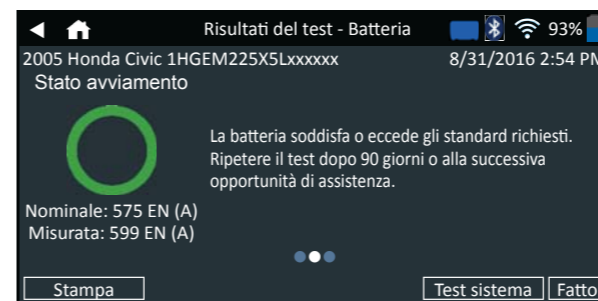 Risultati del test - Batteria 93%
2005 Honda Civic 1HGEM225X5Lxxxxxx 8/31/2016 2:54 PM
Stato avviamento
La batteria soddisfa o eccede gli standard richiesti.
Ripetere il test dopo 90 giorni o alla successiva
opportunità di assistenza.
Nominale: 575 EN (A)
Misurata: 599 EN (A)
Stampa Test sistema Fatto